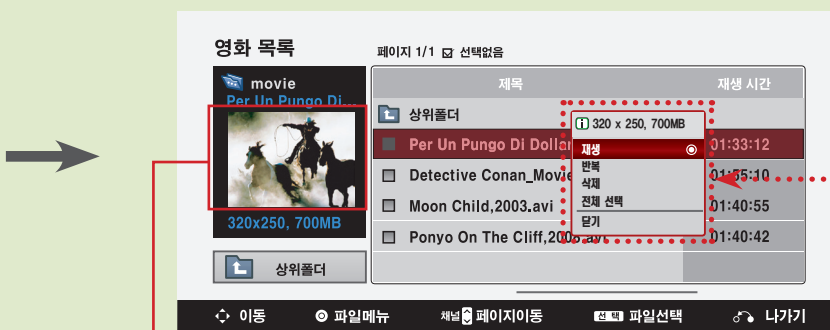 영화 목록
페이지 1/1 선택없음
movie
Per Un Pungo Di...
320x250, 700MB
상위폴더
제목 재생 시간
상위폴더
Per Un Pungo Di Dollar 01:33:12
Detective Conan_Movie 01:55:10
Moon Child,2003.avi 01:40:55
Ponyo On The Cliff,2008.avi 01:40:42
320 x 250, 700MB
재생
반복
삭제
전체 선택
닫기
이동 파일메뉴 채널 페이지이동 선택 파일선택 나가기